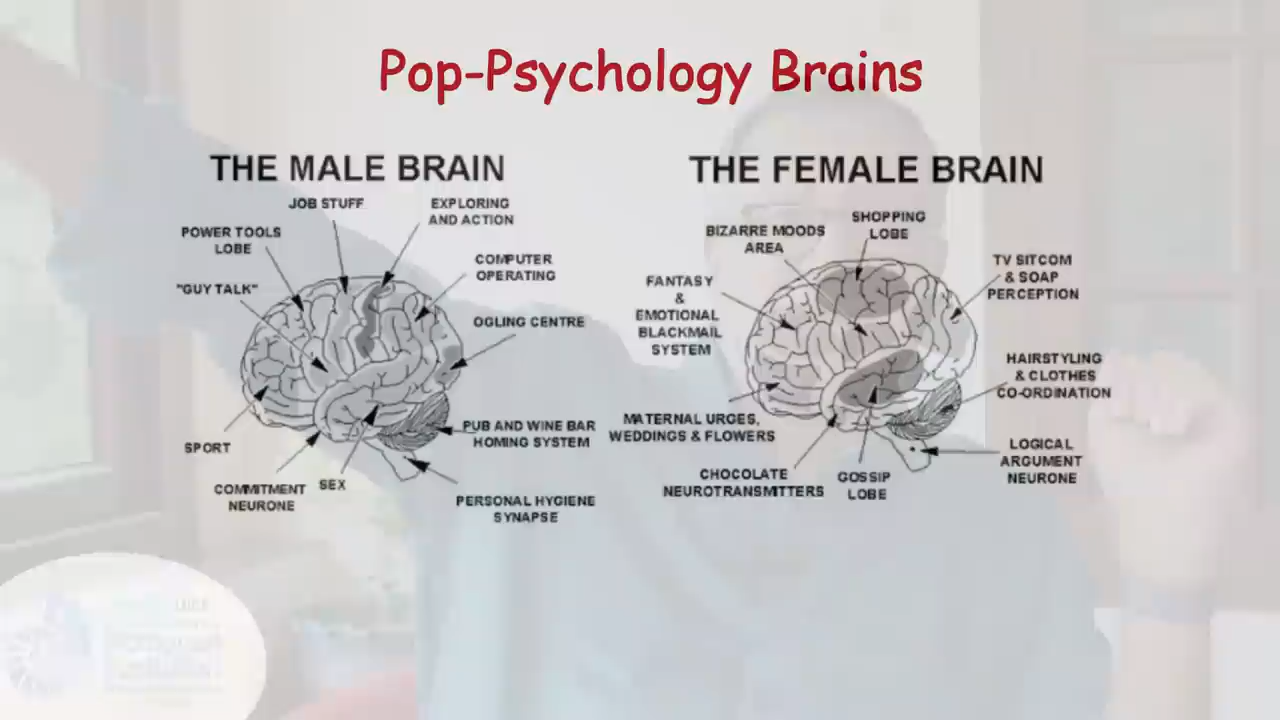 Pop-Psychology Brains
THE MALE BRAIN
JOB STUFF
EXPLORING
AND ACTION
POWER TOOLS
LOBE
COMPUTER
OPERATING
"GUY TALK"
OGLING CENTRE
PUB AND WINE BAR
HOMING SYSTEM
SPORT
COMMITMENT
NEURONE
SEX
PERSONAL HYGIENE
SYNAPSE
THE FEMALE BRAIN
SHOPPING
LOBE
BIZARRE MOODS
AREA
TV SITCOM
& SOAP
PERCEPTION
FANTASY
&
EMOTIONAL
BLACKMAIL
SYSTEM
HAIRSTYLING
& CLOTHES
CO-ORDINATION
MATERNAL URGES,
WEDDINGS & FLOWERS
LOGICAL
ARGUMENT
NEURONE
CHOCOLATE
NEUROTRANSMITTERS
GOSSIP
LOBE